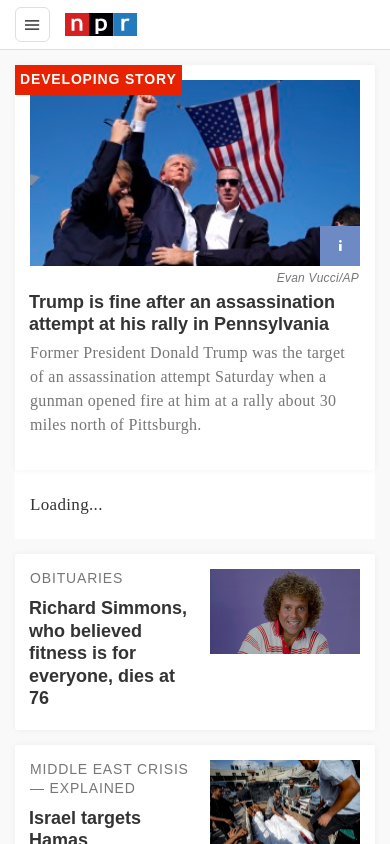 npr
DEVELOPING STORY
i
Evan Vucci/AP
Trump is fine after an assassination
attempt at his rally in Pennsylvania
Former President Donald Trump was the target
of an assassination attempt Saturday when a
gunman opened fire at him at a rally about 30
miles north of Pittsburgh.
Loading...
OBITUARIES
Richard Simmons,
who believed
fitness is for
everyone, dies at
76
MIDDLE EAST CRISIS
— EXPLAINED
Israel targets
Hamas